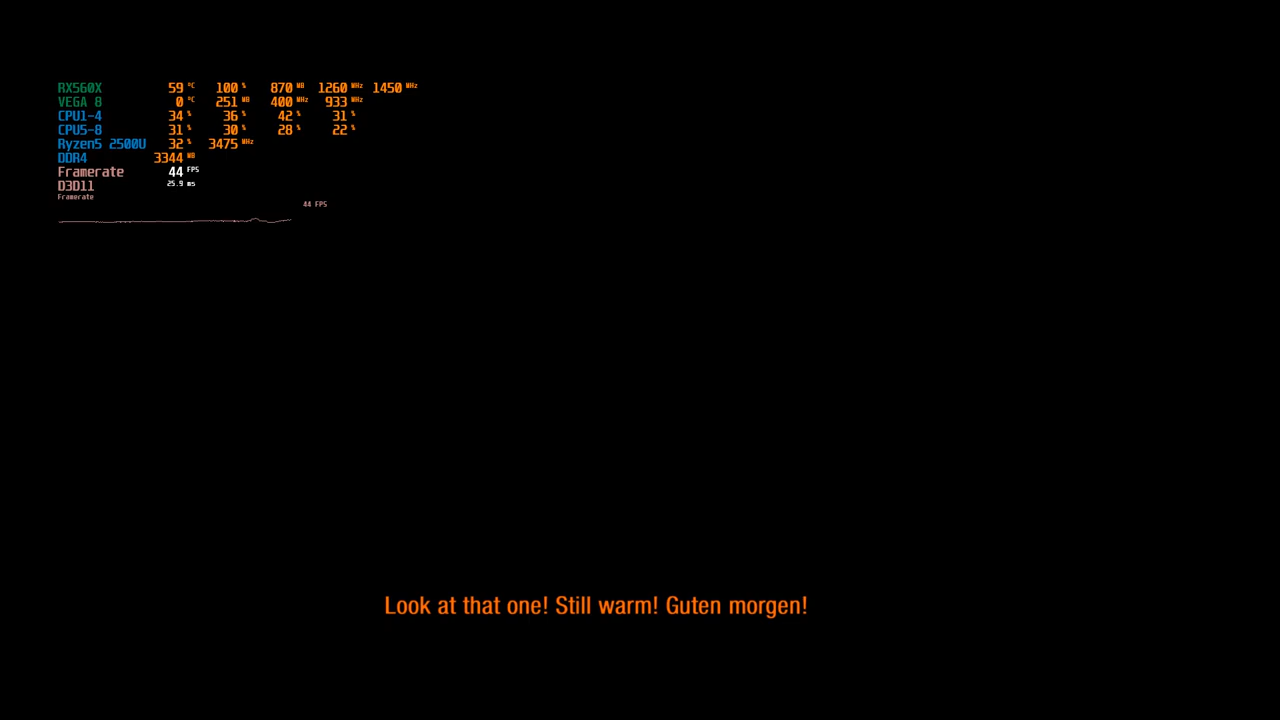 RX560X 59 °C 100 % 870 MB 1260 MHz 1450 MHz
VEGA 8 0 °C 251 MB 400 MHz 933 MHz
CPU1-4 34 % 36 % 42 % 31 %
CPU5-8 31 % 30 % 28 % 22 %
Ryzen5 2500U 32 % 3475 MHz
DDR4 3344 MB
Framerate 44 FPS
D3D11 25.9 ms
Framerate
44 FPS
Look at that one! Still warm! Guten morgen!